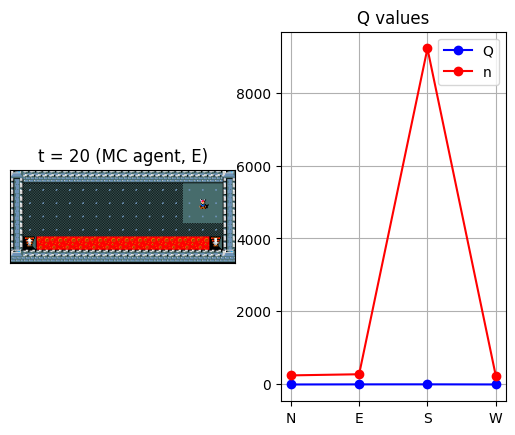 Q values
Q
n
t = 20 (MC agent, E)
8000
6000
4000
2000
0
N E S W